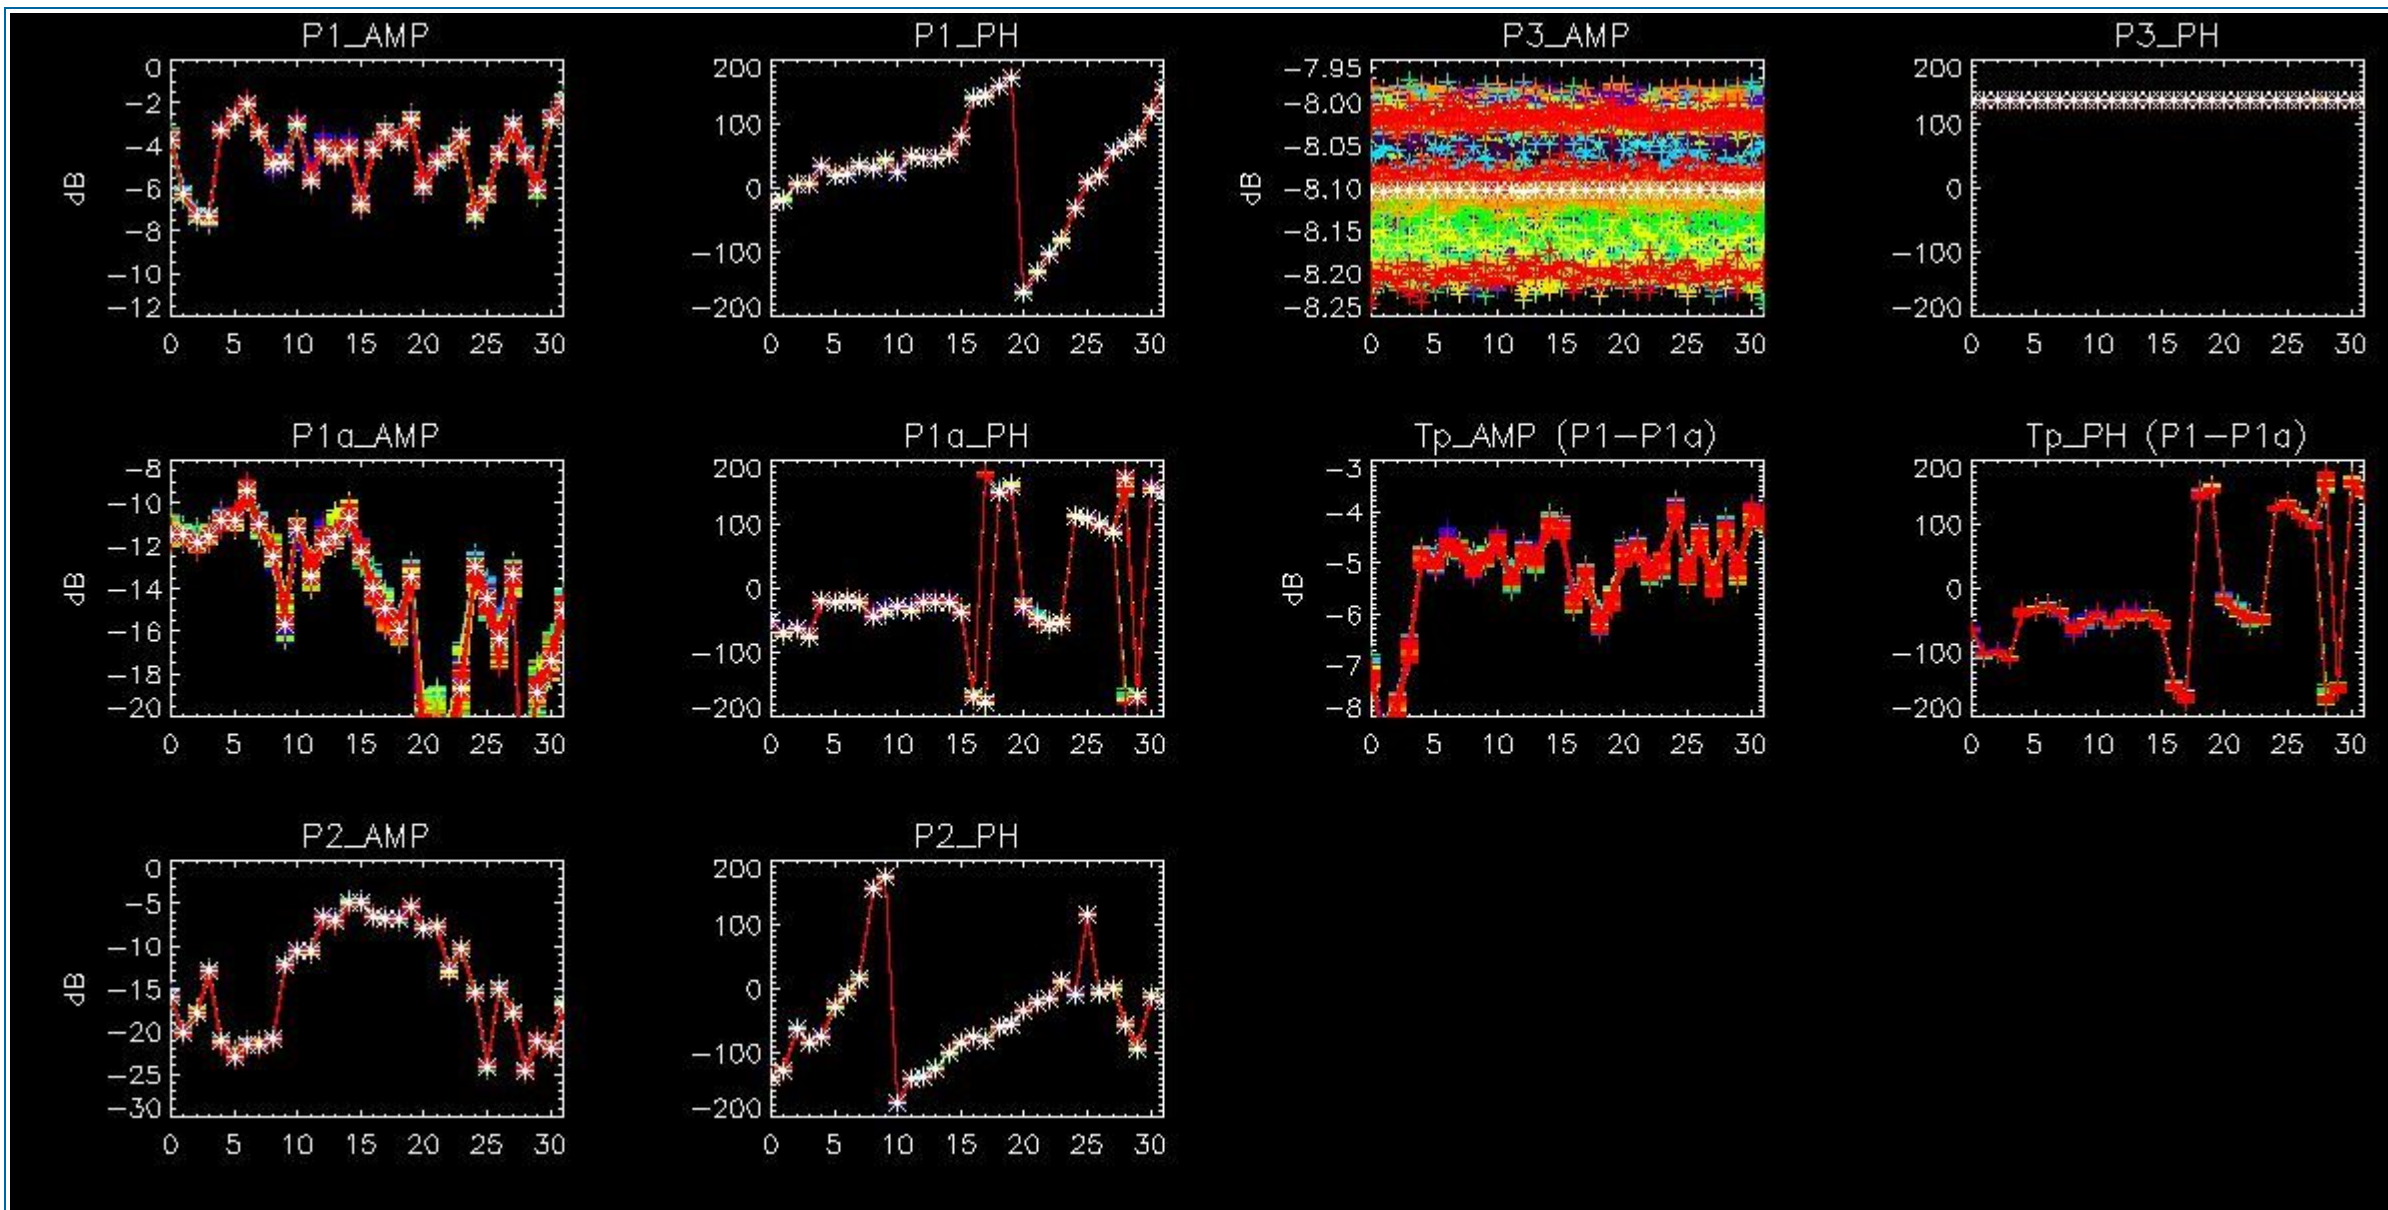 P1_AMP
P1_PH
P3_AMP
P3_PH
0
−2
−4
−6
−8
−10
−12
dB
0 5 10 15 20 25 30
200
100
0
−100
−200
0 5 10 15 20 25 30
−7.95
−8.00
−8.05
−8.10
−8.15
−8.20
−8.25
dB
0 5 10 15 20 25 30
200
100
0
−100
−200
0 5 10 15 20 25 30
P1a_AMP
P1a_PH
Tp_AMP (P1−P1a)
Tp_PH (P1−P1a)
−8
−10
−12
−14
−16
−18
−20
dB
0 5 10 15 20 25 30
200
100
0
−100
−200
0 5 10 15 20 25 30
−3
−4
−5
−6
−7
−8
dB
0 5 10 15 20 25 30
200
100
0
−100
−200
0 5 10 15 20 25 30
P2_AMP
P2_PH
0
−5
−10
−15
−20
−25
−30
dB
0 5 10 15 20 25 30
200
100
0
−100
−200
0 5 10 15 20 25 30